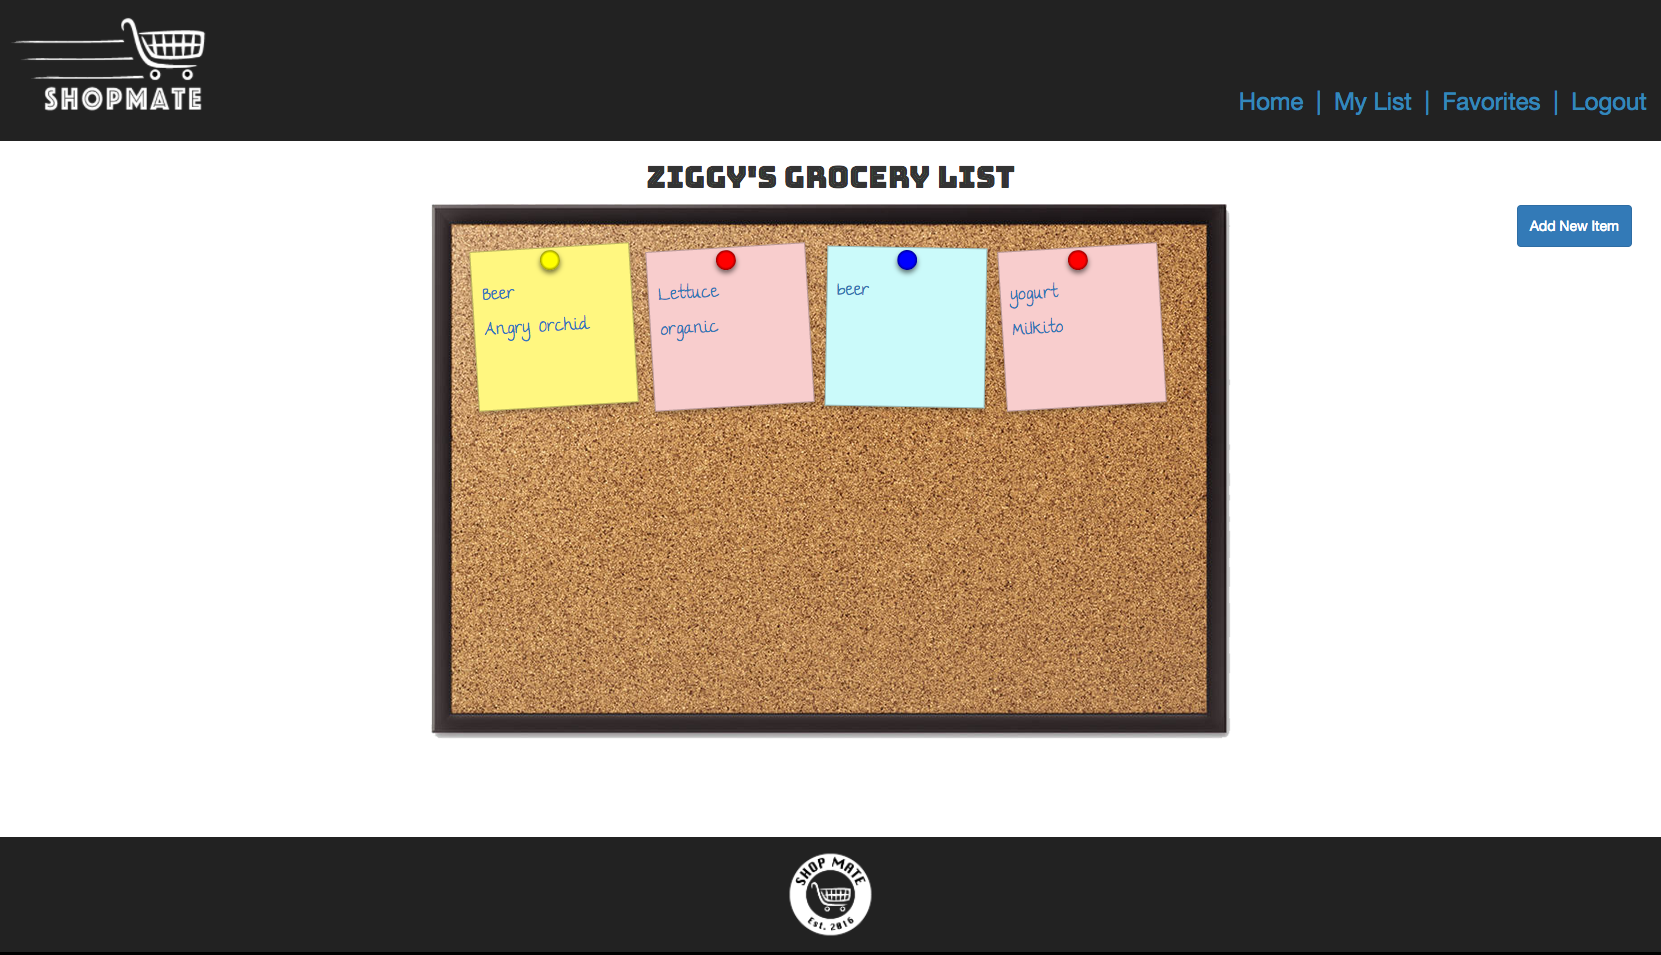 SHOPMATE
Home | My List | Favorites | Logout
ZIGGY'S GROCERY LIST
Add New Item
Beer
Angry Orchid
Lettuce
organic
beer
yogurt
Milkito
SHOP MATE
Est. 2016